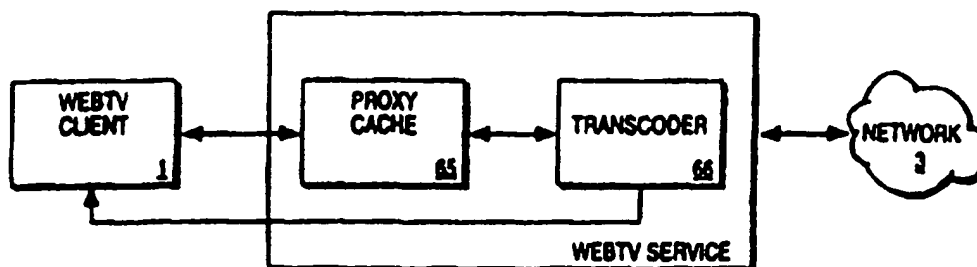 WEBTV
CLIENT
1
PROXY
CACHE
65
TRANSCODER
66
NETWORK
3
WEBTV SERVICE